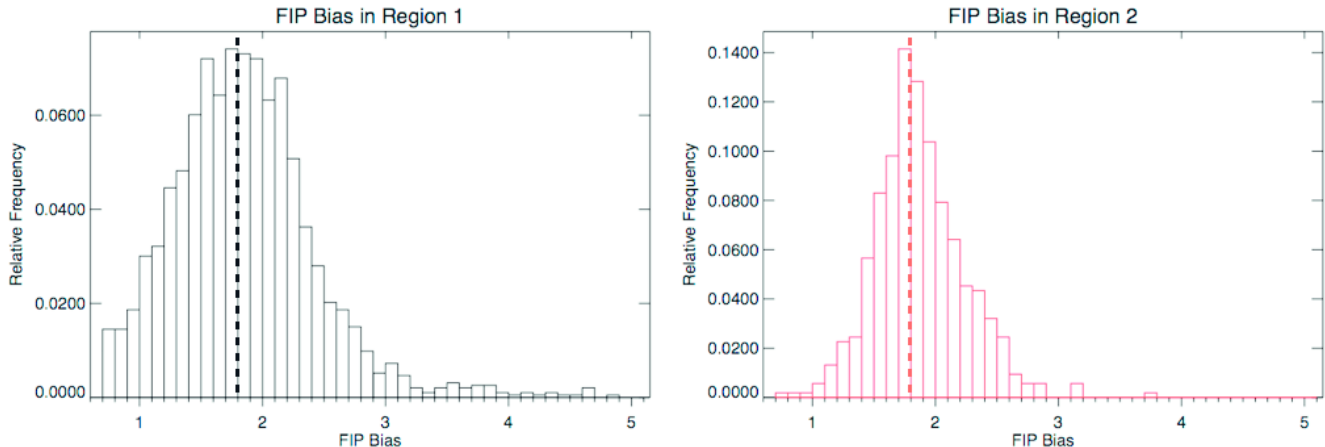 FIP Bias in Region 1
Relative Frequency
0.0600
0.0400
0.0200
0.0000
1 2 3 4 5
FIP Bias
FIP Bias in Region 2
Relative Frequency
0.1400
0.1200
0.1000
0.0800
0.0600
0.0400
0.0200
0.0000
1 2 3 4 5
FIP Bias